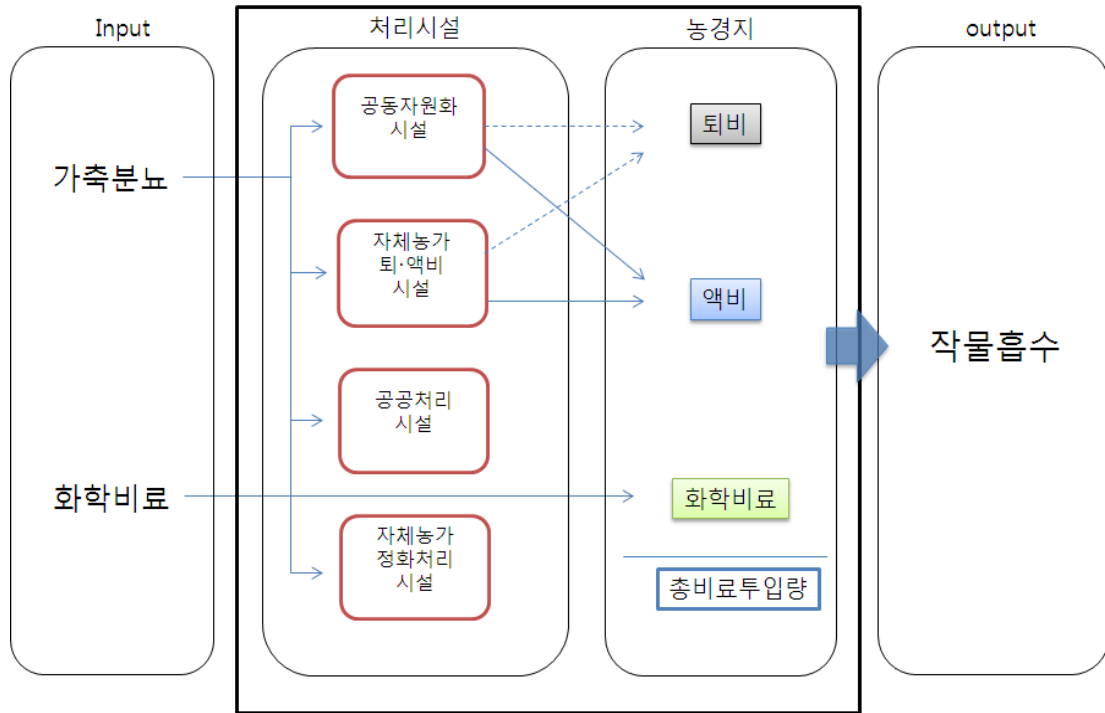 Input
처리시설
농경지
output
가축분뇨
화학비료
공동자원화
시설
자체농가
퇴·액비
시설
공공처리
시설
자체농가
정화처리
시설
퇴비
액비
화학비료
총비료투입량
작물흡수